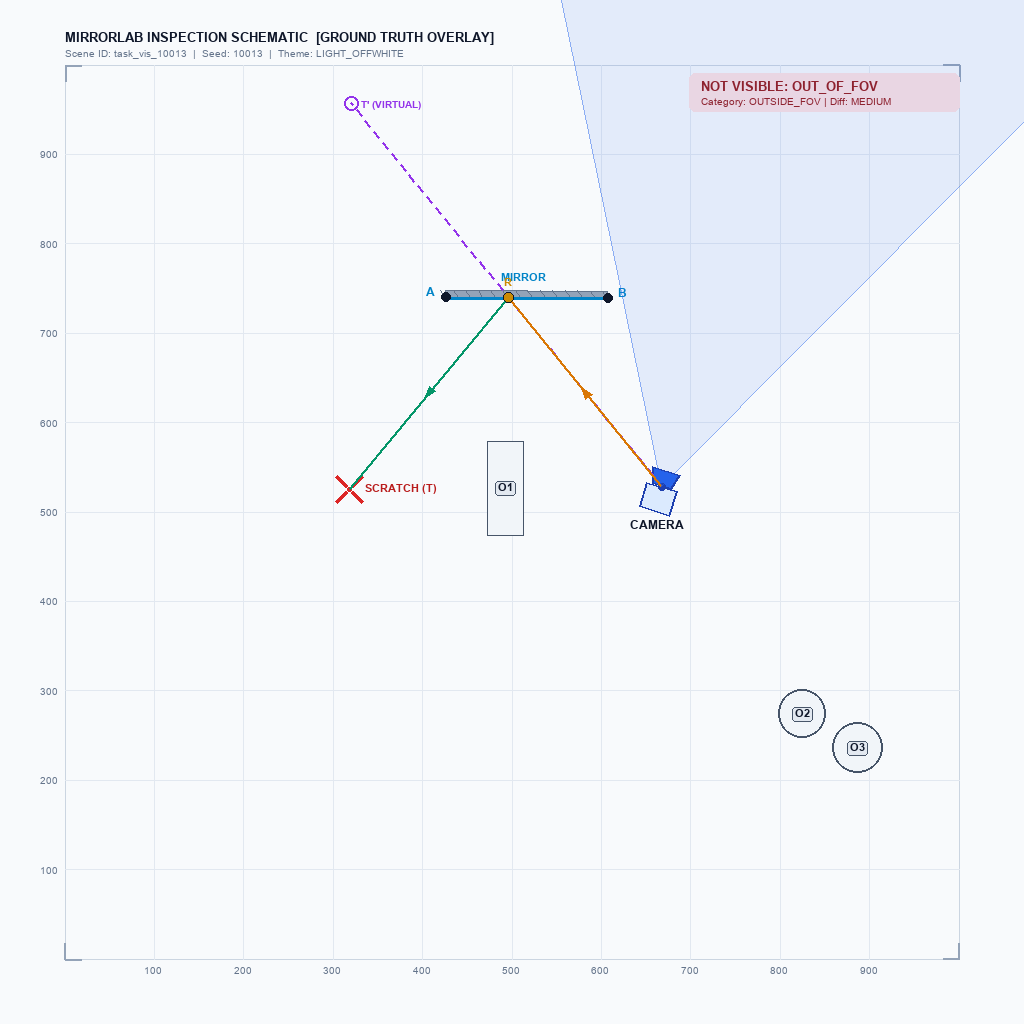 MIRRORLAB INSPECTION SCHEMATIC [GROUND TRUTH OVERLAY]
Scene ID: task_vis_10013 | Seed: 10013 | Theme: LIGHT_OFFWHITE
NOT VISIBLE: OUT_OF_FOV
Category: OUTSIDE_FOV | Diff: MEDIUM
T' (VIRTUAL)
900
800
MIRROR
R
A
B
700
600
O1
SCRATCH (T)
500
CAMERA
400
300
O2
O3
200
100
100 200 300 400 500 600 700 800 900